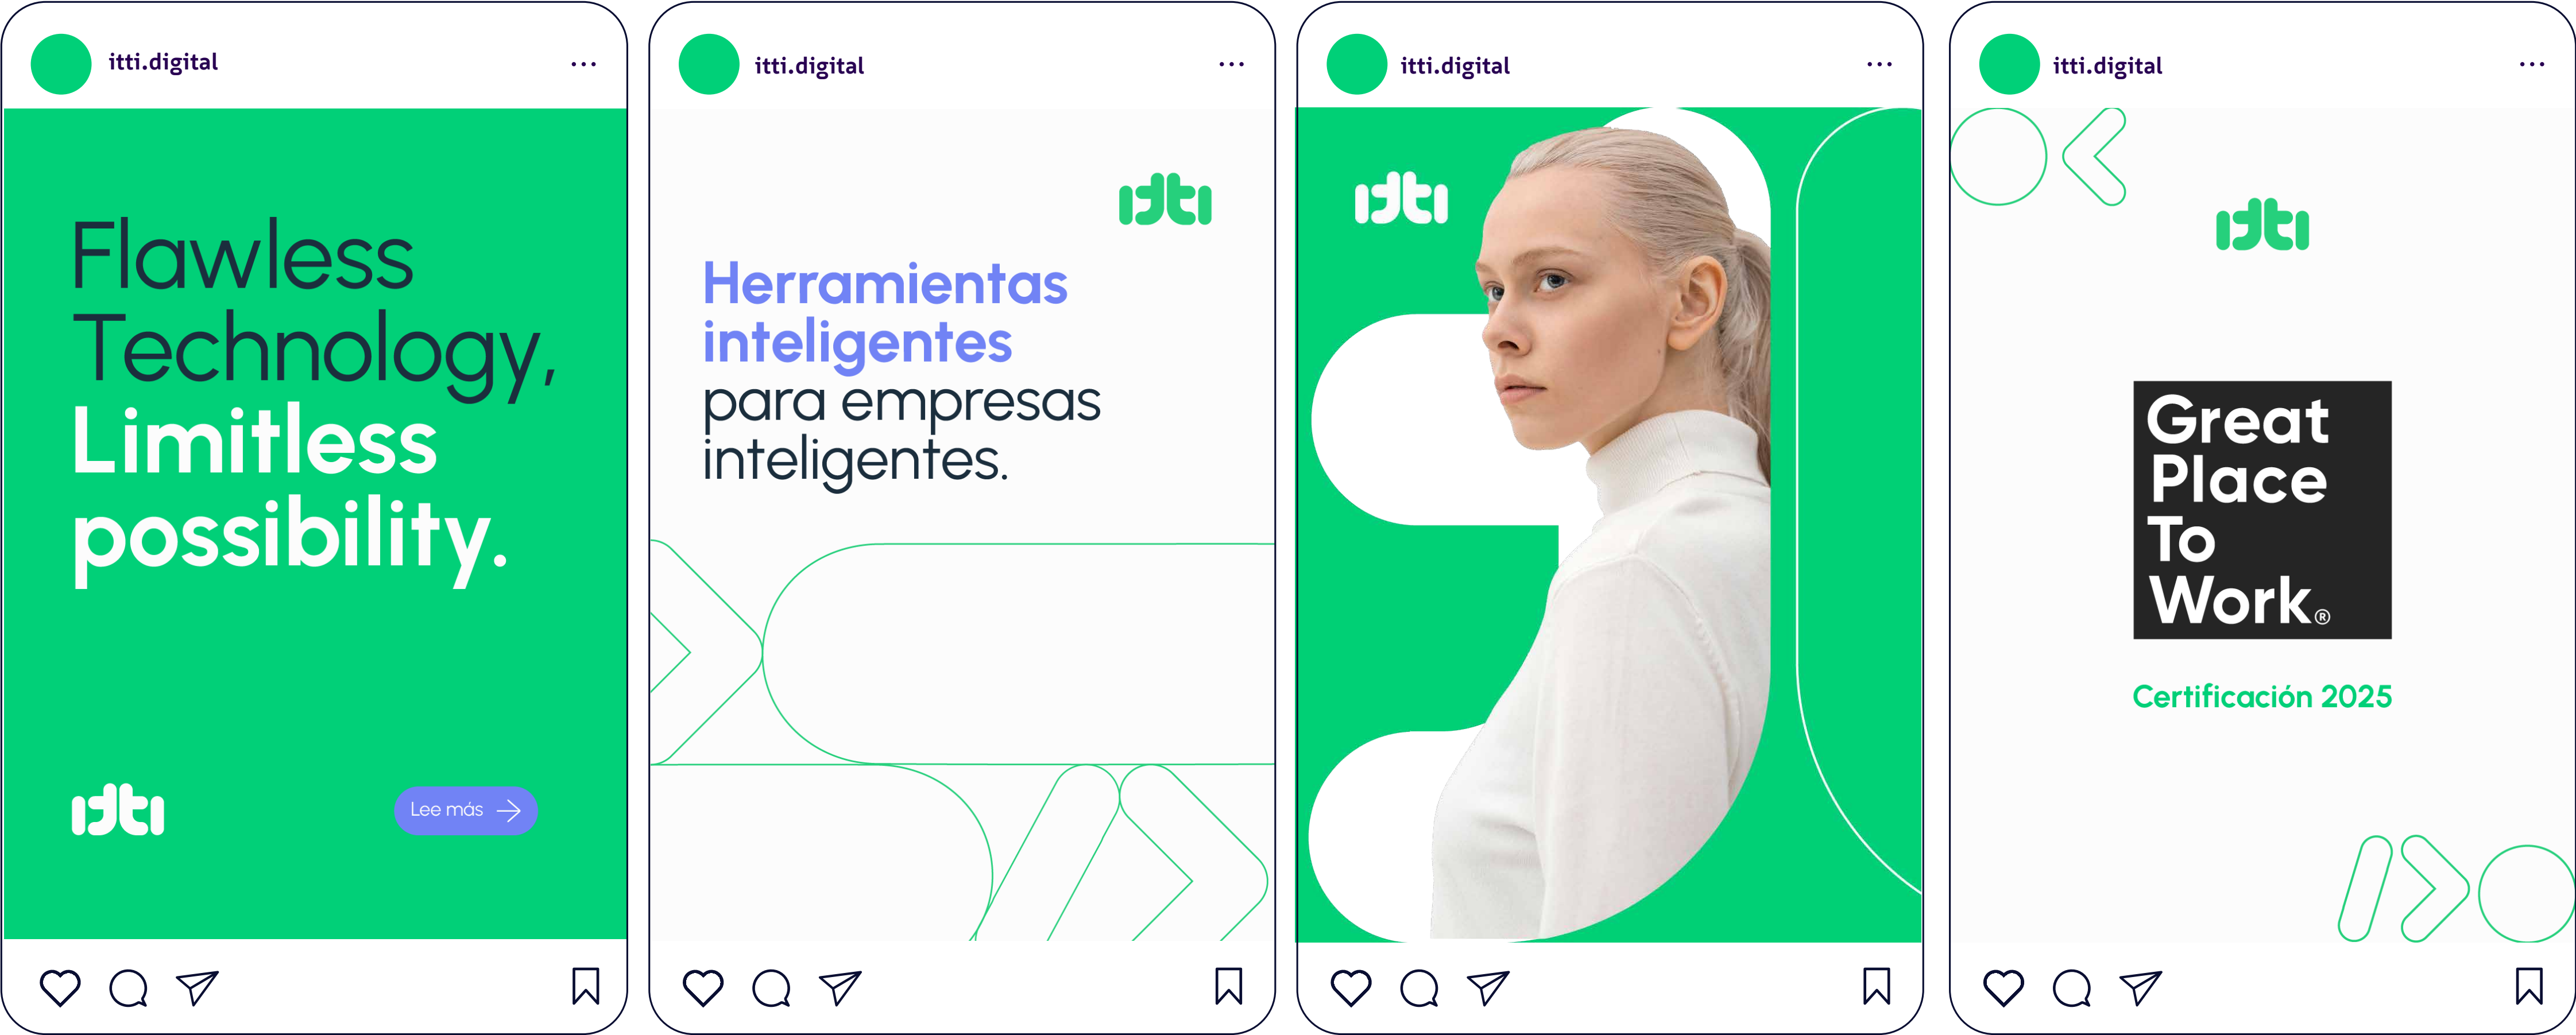 itti.digital
Flawless
Technology,
Limitless
possibility.
itti
Lee más
itti.digital
itti
Herramientas
inteligentes
para empresas
inteligentes.
itti.digital
itti
itti.digital
itti
Great
Place
To
Work®
Certificación 2025